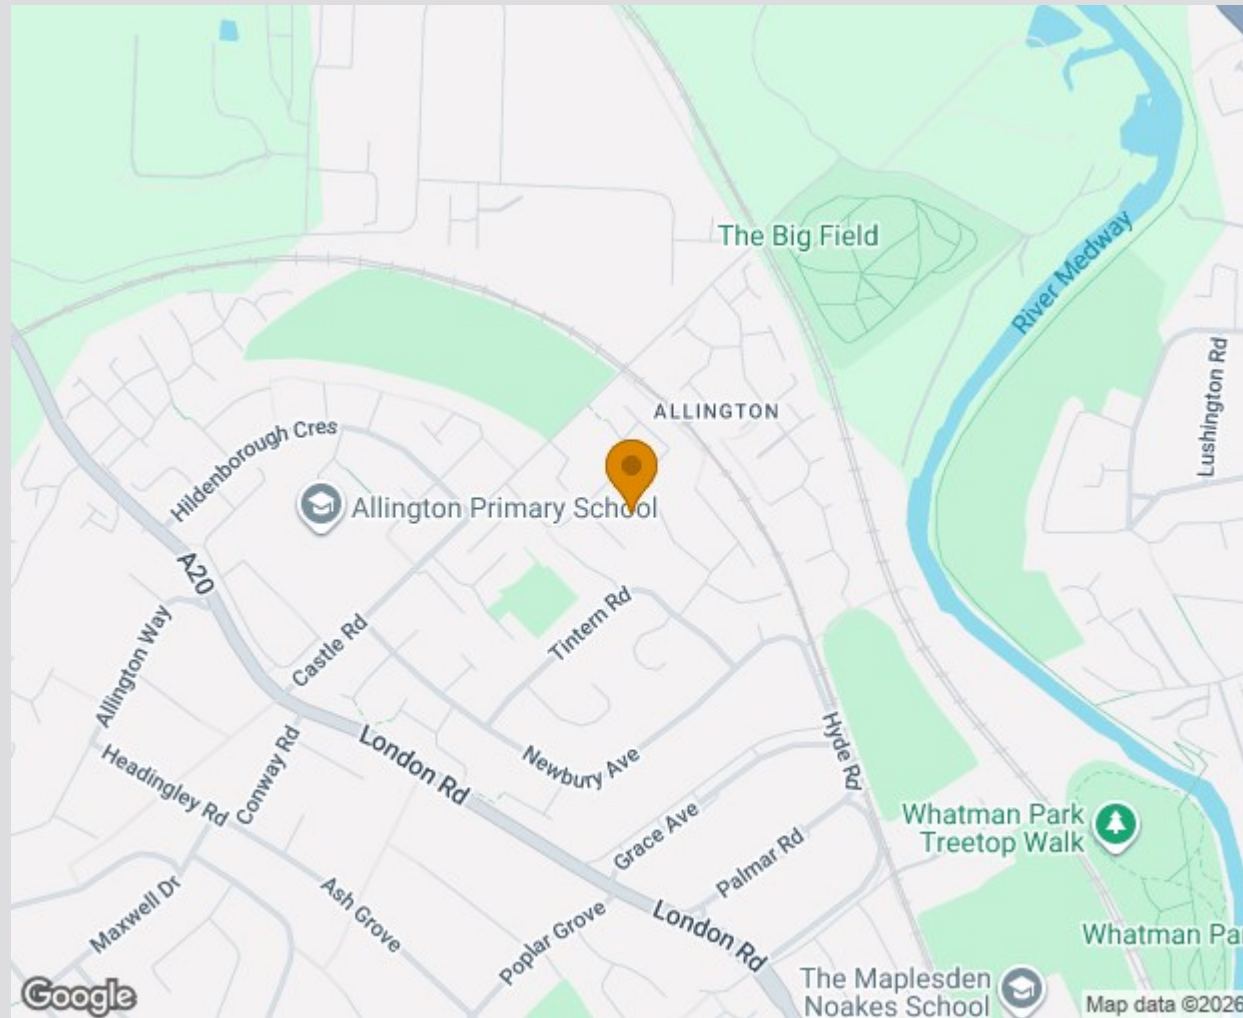 The Big Field
River Medway
Lushington Rd
ALLINGTON
Hildenborough Cres
Allington Primary School
A20
Tintern Rd
Castle Rd
Allington Way
Hyde Rd
London Rd
Newbury Ave
Conway Rd
Headingley Rd
Whatman Park
Treetop Walk
Grace Ave
Palmar Rd
Maxwell Dr
Ash Grove
Poplar Grove
London Rd
Whatman Par
The Maplesden
Noakes School
Google
Map data ©2026